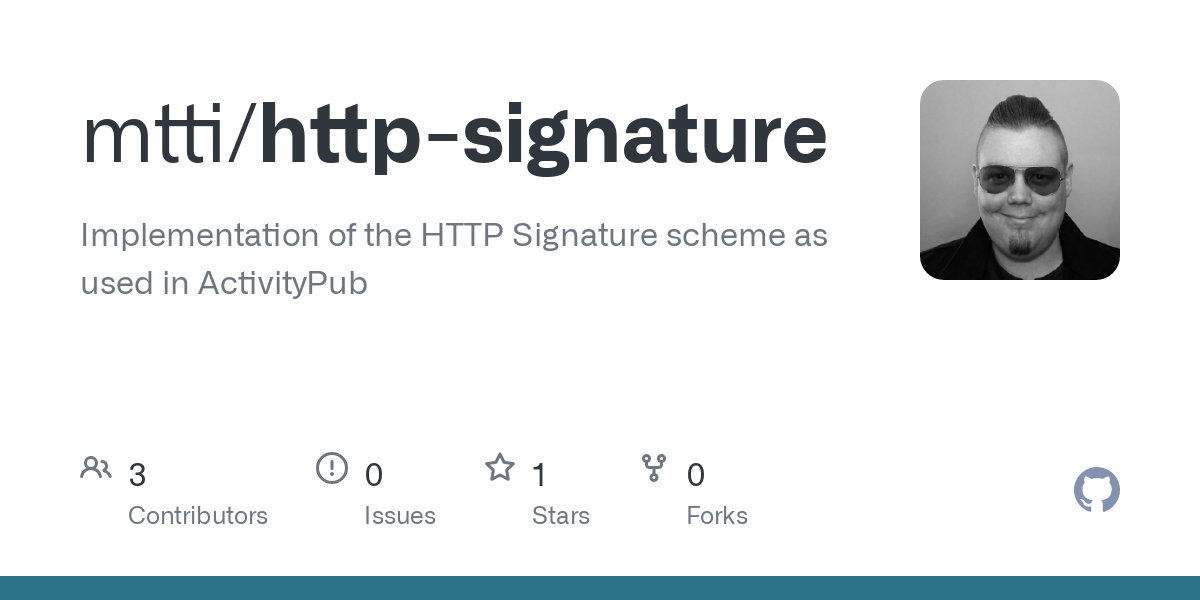 mtti/http-signature
Implementation of the HTTP Signature scheme as
used in ActivityPub
3 0 1 0
Contributors Issues Stars Forks